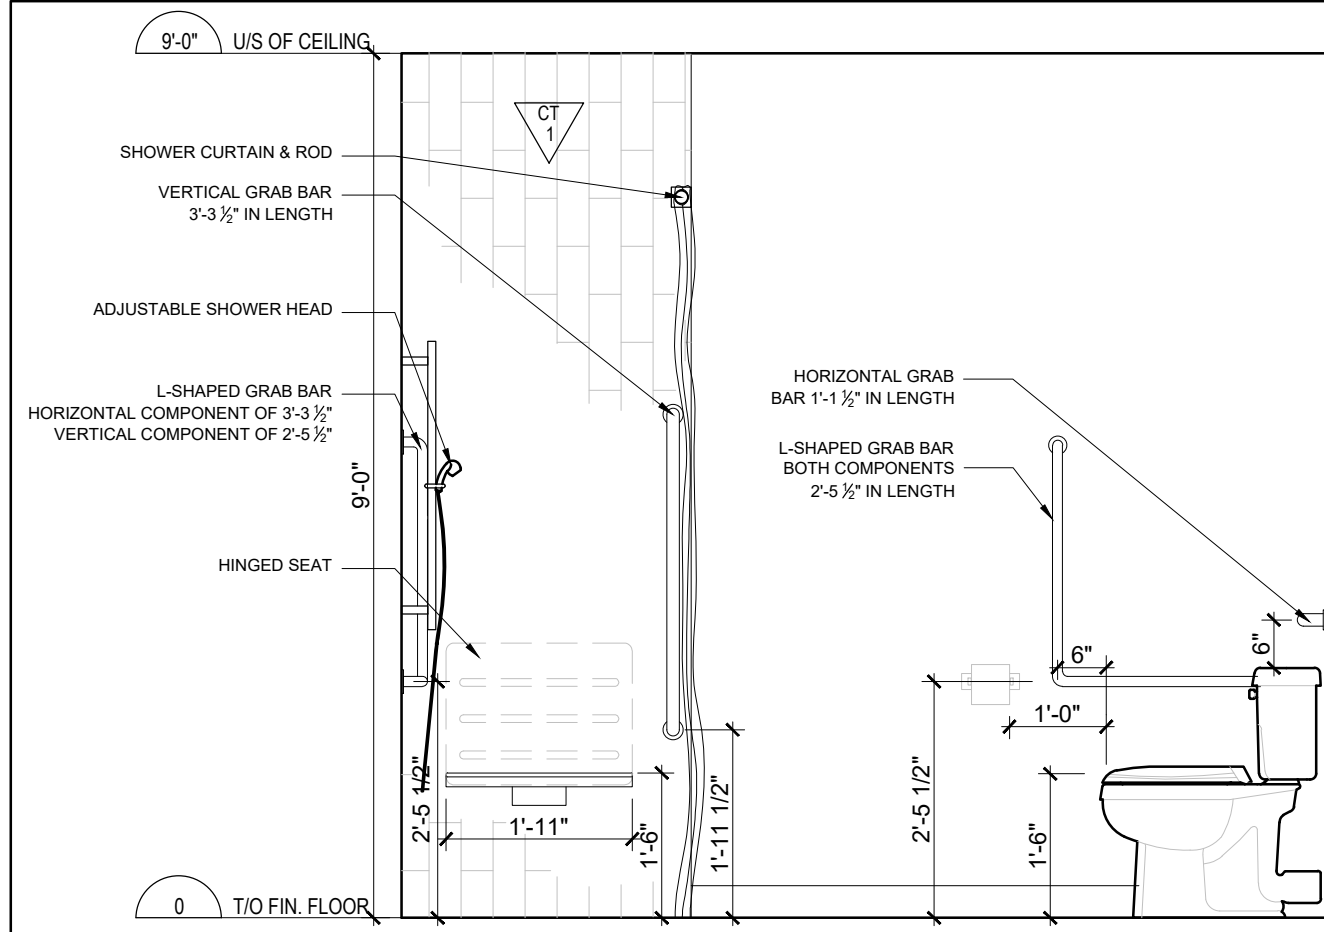 9'-0" U/S OF CEILING
CT
1
SHOWER CURTAIN & ROD
VERTICAL GRAB BAR
3'-3 ½" IN LENGTH
ADJUSTABLE SHOWER HEAD
L-SHAPED GRAB BAR
HORIZONTAL COMPONENT OF 3'-3 ½"
VERTICAL COMPONENT OF 2'-5 ½"
9'-0"
HINGED SEAT
HORIZONTAL GRAB
BAR 1'-1 ½" IN LENGTH
L-SHAPED GRAB BAR
BOTH COMPONENTS
2'-5 ½" IN LENGTH
6"
6"
1'-0"
2'-5 1/2"
1'-11"
1'-6"
1'-11 1/2"
2'-5 1/2"
1'-6"
0 T/O FIN. FLOOR